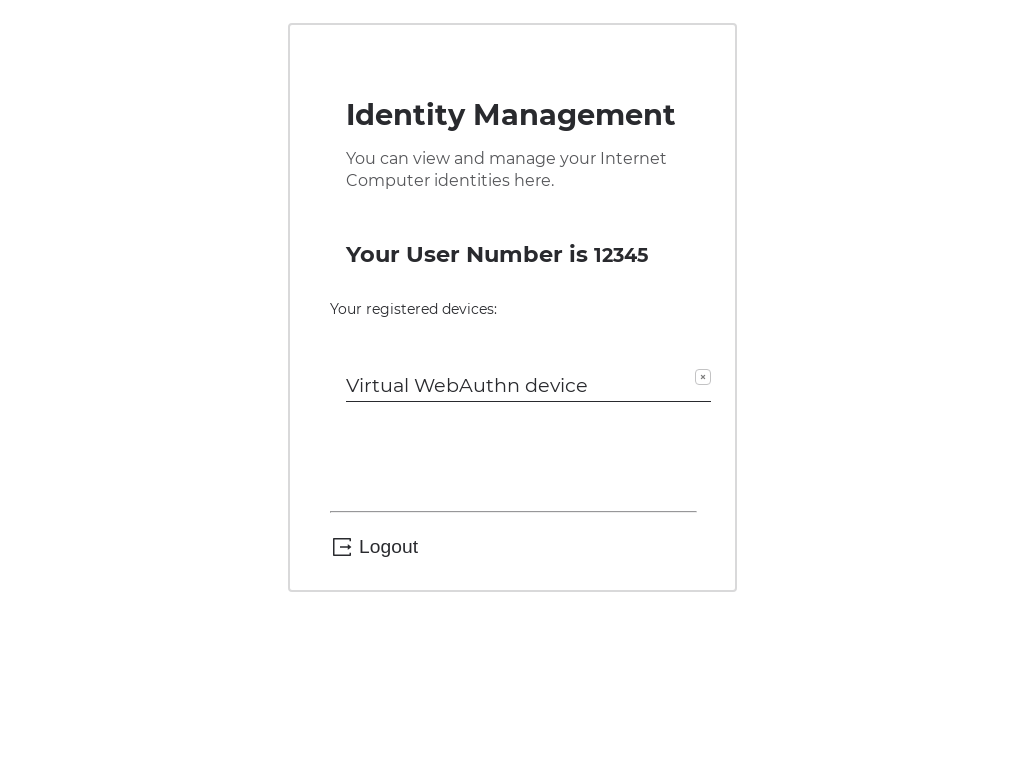 Identity Management
You can view and manage your Internet
Computer identities here.
Your User Number is 12345
Your registered devices:
Virtual WebAuthn device
Logout